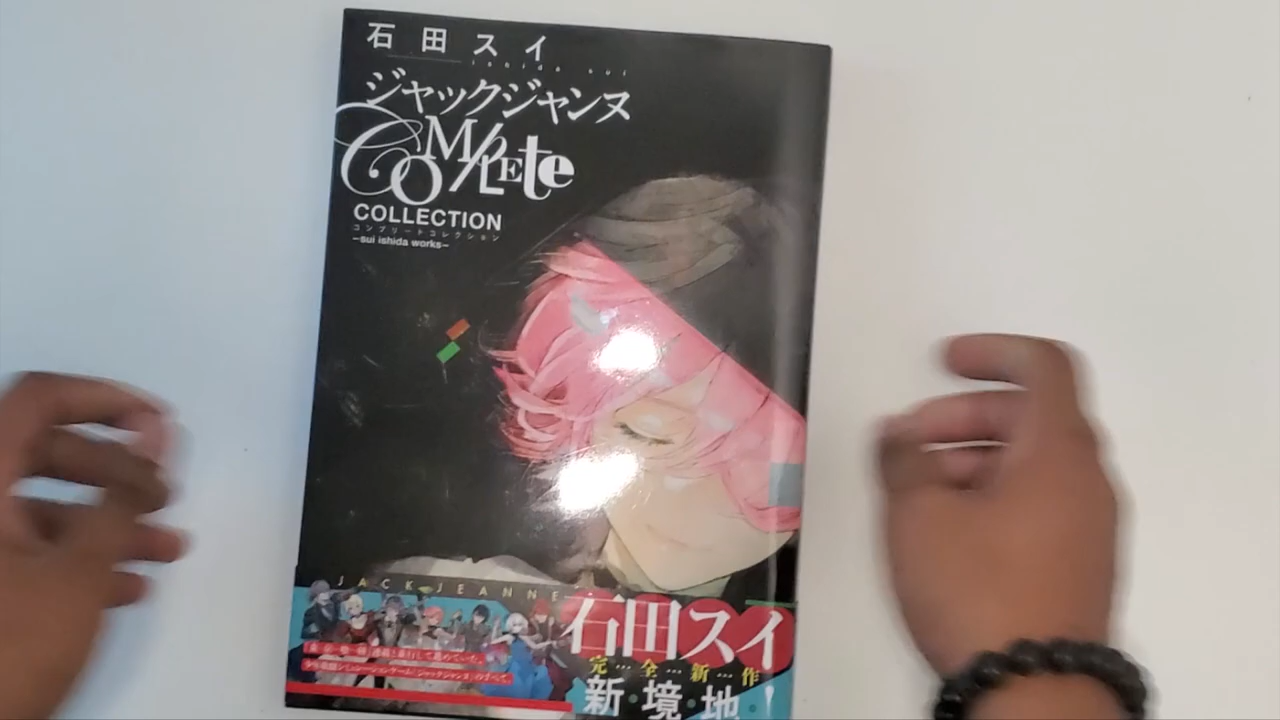 石田スイ
ishida sui
ジャックジャンヌ
COMPLEte
COLLECTION
コンプリートコレクション
–sui ishida works–
JACK JEANNE
石田スイ
完…全…新…作
新・境・地・!